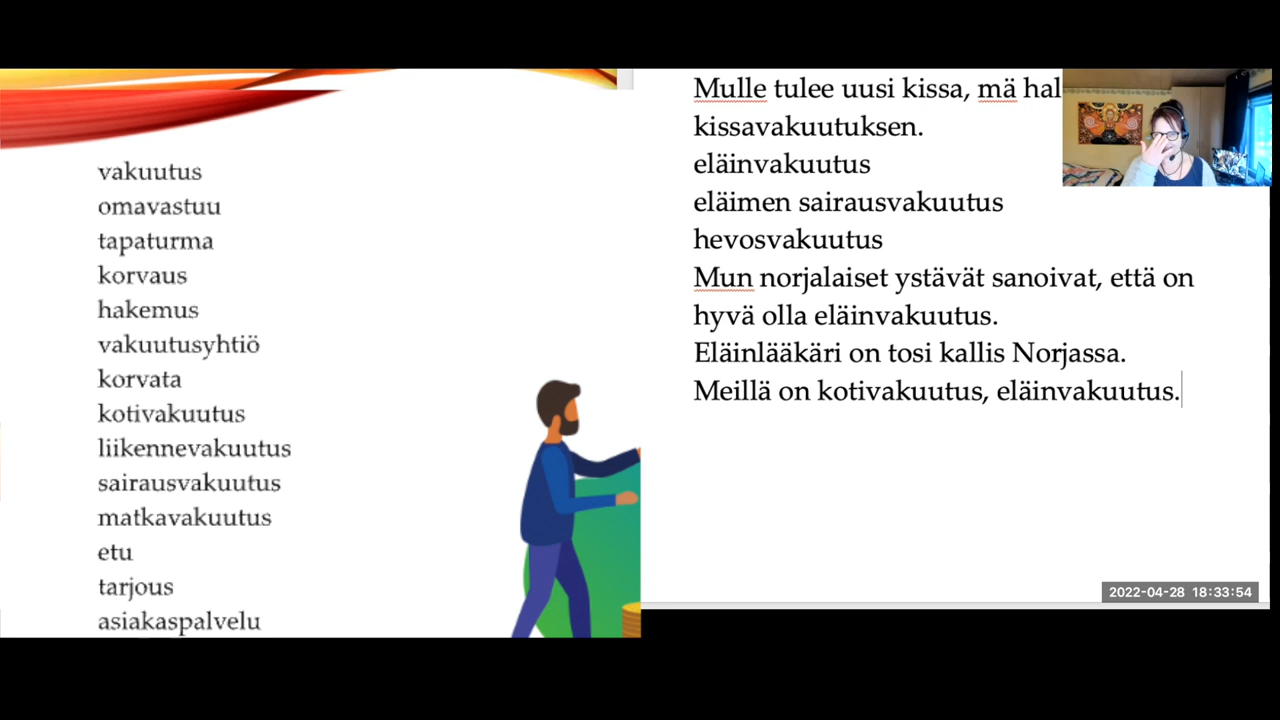 vakuutus
omavastuu
tapaturma
korvaus
hakemus
vakuutusyhtiö
korvata
kotivakuutus
liikennevakuutus
sairausvakuutus
matkavakuutus
etu
tarjous
asiakaspalvelu
Mulle tulee uusi kissa, mä hal
kissavakuutuksen.
eläinvakuutus
eläimen sairausvakuutus
hevosvakuutus
Mun norjalaiset ystävät sanoivat, että on
hyvä olla eläinvakuutus.
Eläinlääkäri on tosi kallis Norjassa.
Meillä on kotivakuutus, eläinvakuutus.
2022-04-28 18:33:54